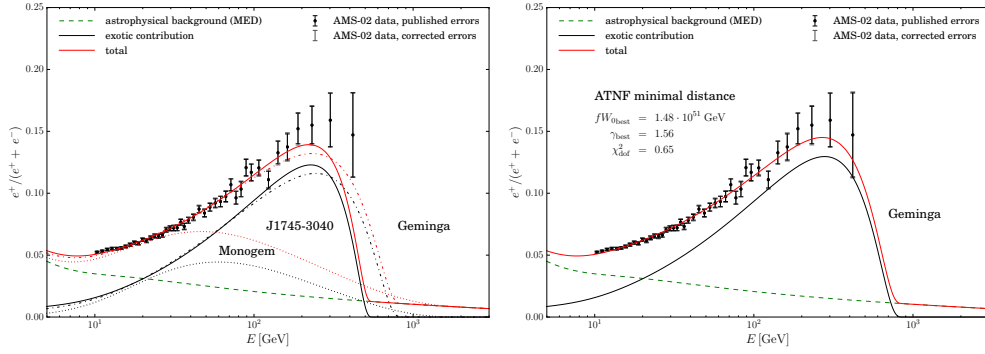 astrophysical background (MED)
exotic contribution
total
AMS-02 data, published errors
AMS-02 data, corrected errors
J1745-3040
Geminga
Monogem
0.25
0.20
0.15
0.10
0.05
0.00
e⁺/(e⁺ + e⁻)
10¹
10²
10³
E [GeV]
astrophysical background (MED)
exotic contribution
total
AMS-02 data, published errors
AMS-02 data, corrected errors
ATNF minimal distance
fW₀best = 1.48 · 10⁵¹ GeV
γbest = 1.56
χ²dof = 0.65
Geminga
0.25
0.20
0.15
0.10
0.05
0.00
e⁺/(e⁺ + e⁻)
10¹
10²
10³
E [GeV]